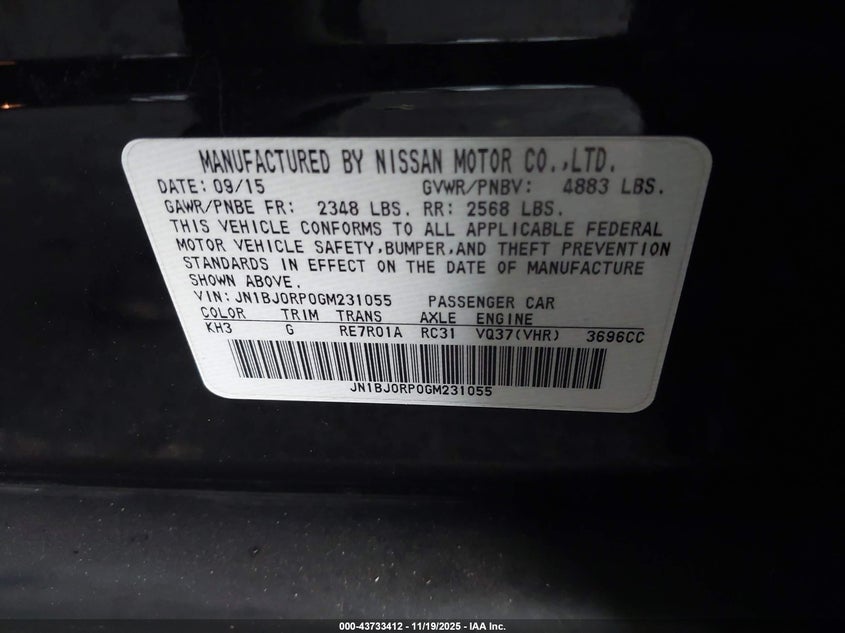 MANUFACTURED BY NISSAN MOTOR CO.,LTD.
DATE: 09/15 GVWR/PNBV: 4883 LBS.
GAWR/PNBE FR: 2348 LBS. RR: 2568 LBS.
THIS VEHICLE CONFORMS TO ALL APPLICABLE FEDERAL
MOTOR VEHICLE SAFETY,BUMPER,AND THEFT PREVENTION
STANDARDS IN EFFECT ON THE DATE OF MANUFACTURE
SHOWN ABOVE.
VIN: JN1BJ0RP0GM231055 PASSENGER CAR
COLOR TRIM TRANS AXLE ENGINE
KH3 G RE7R01A RC31 VQ37(VHR) 3696CC
JN1BJ0RP0GM231055
000-43733412 - 11/19/2025 - IAA Inc.